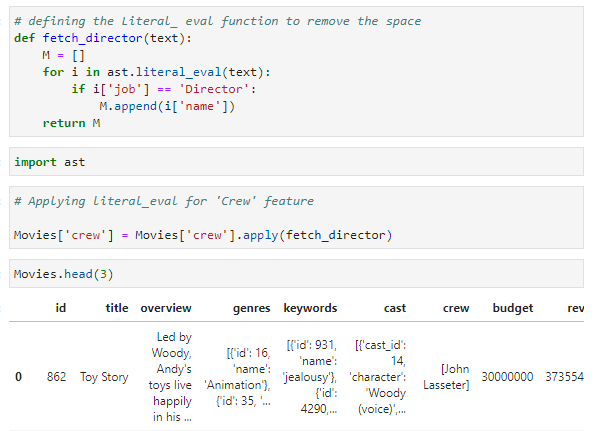 # defining the Literal_ eval function to remove the space
def fetch_director(text):
    M = []
    for i in ast.literal_eval(text):
        if i['job'] == 'Director':
            M.append(i['name'])
    return M
import ast
# Applying literal_eval for 'Crew' feature
Movies['crew'] = Movies['crew'].apply(fetch_director)
Movies.head(3)
id title overview genres keywords cast crew budget rev
0 862 Toy Story Led by Woody, Andy's toys live happily in his ... [{'id': 16, 'name': 'Animation'}, {'id': 35, '... [{'id': 931, 'name': 'jealousy'}, {'id': 4290,... [{'cast_id': 14, 'character': 'Woody (voice)',... [John Lasseter] 30000000 373554